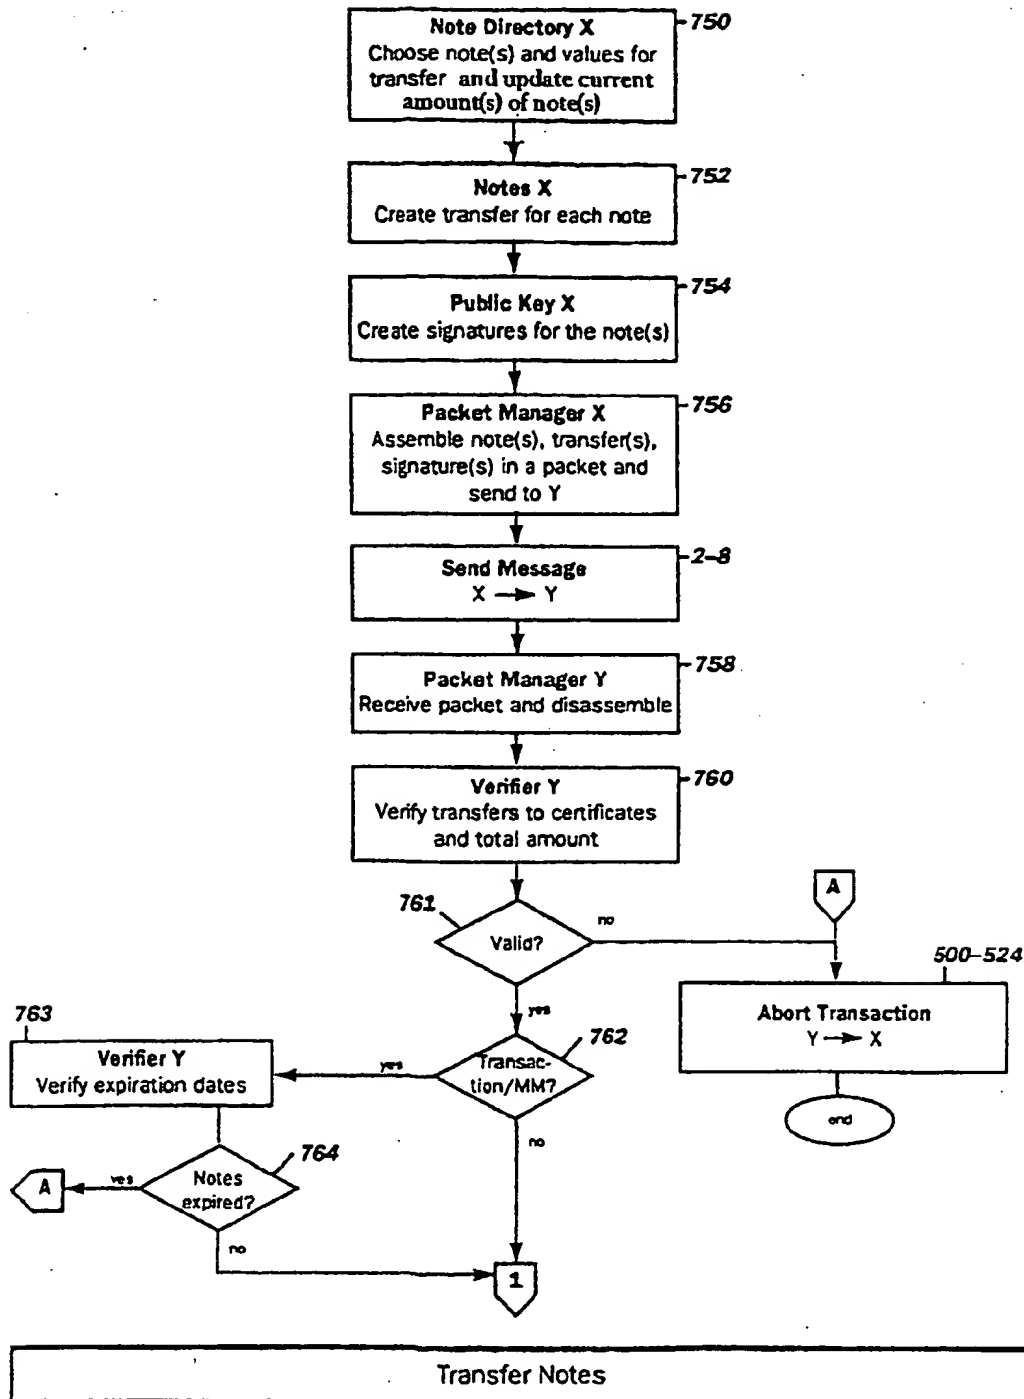 Note Directory X
750
Choose note(s) and values for
transfer and update current
amount(s) of note(s)
Notes X
752
Create transfer for each note
Public Key X
754
Create signatures for the note(s)
Packet Manager X
756
Assemble note(s), transfer(s),
signature(s) in a packet and
send to Y
Send Message
2-8
X → Y
Packet Manager Y
758
Receive packet and disassemble
Verifier Y
760
Verify transfers to certificates
and total amount
761
Valid?
no
yes
A
500-524
Abort Transaction
Y → X
end
762
Transac-
tion/MM?
yes
no
763
Verifier Y
Verify expiration dates
764
Notes
expired?
yes
A
no
1
Transfer Notes